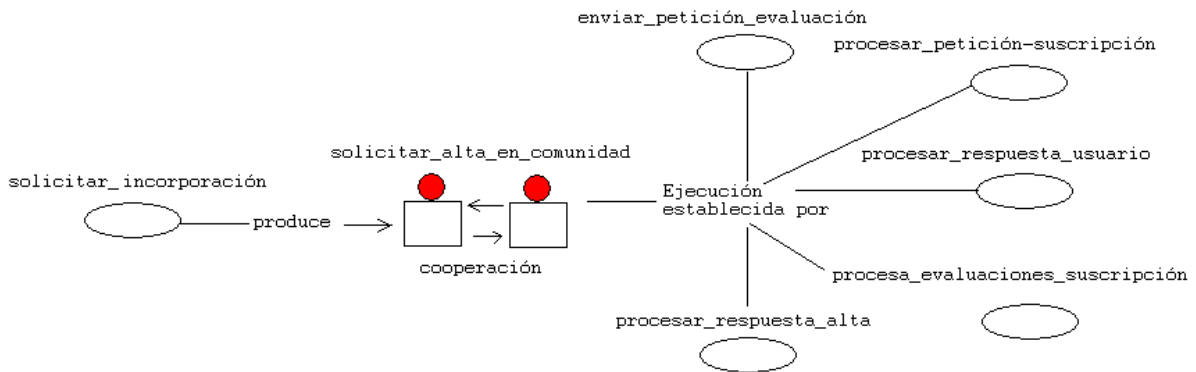 enviar_petición_evaluación
procesar_petición-suscripción
solicitar_alta_en_comunidad
procesar_respuesta_usuario
solicitar_incorporación
Ejecución
establecida por
produce
cooperación
procesa_evaluaciones_suscripción
procesar_respuesta_alta